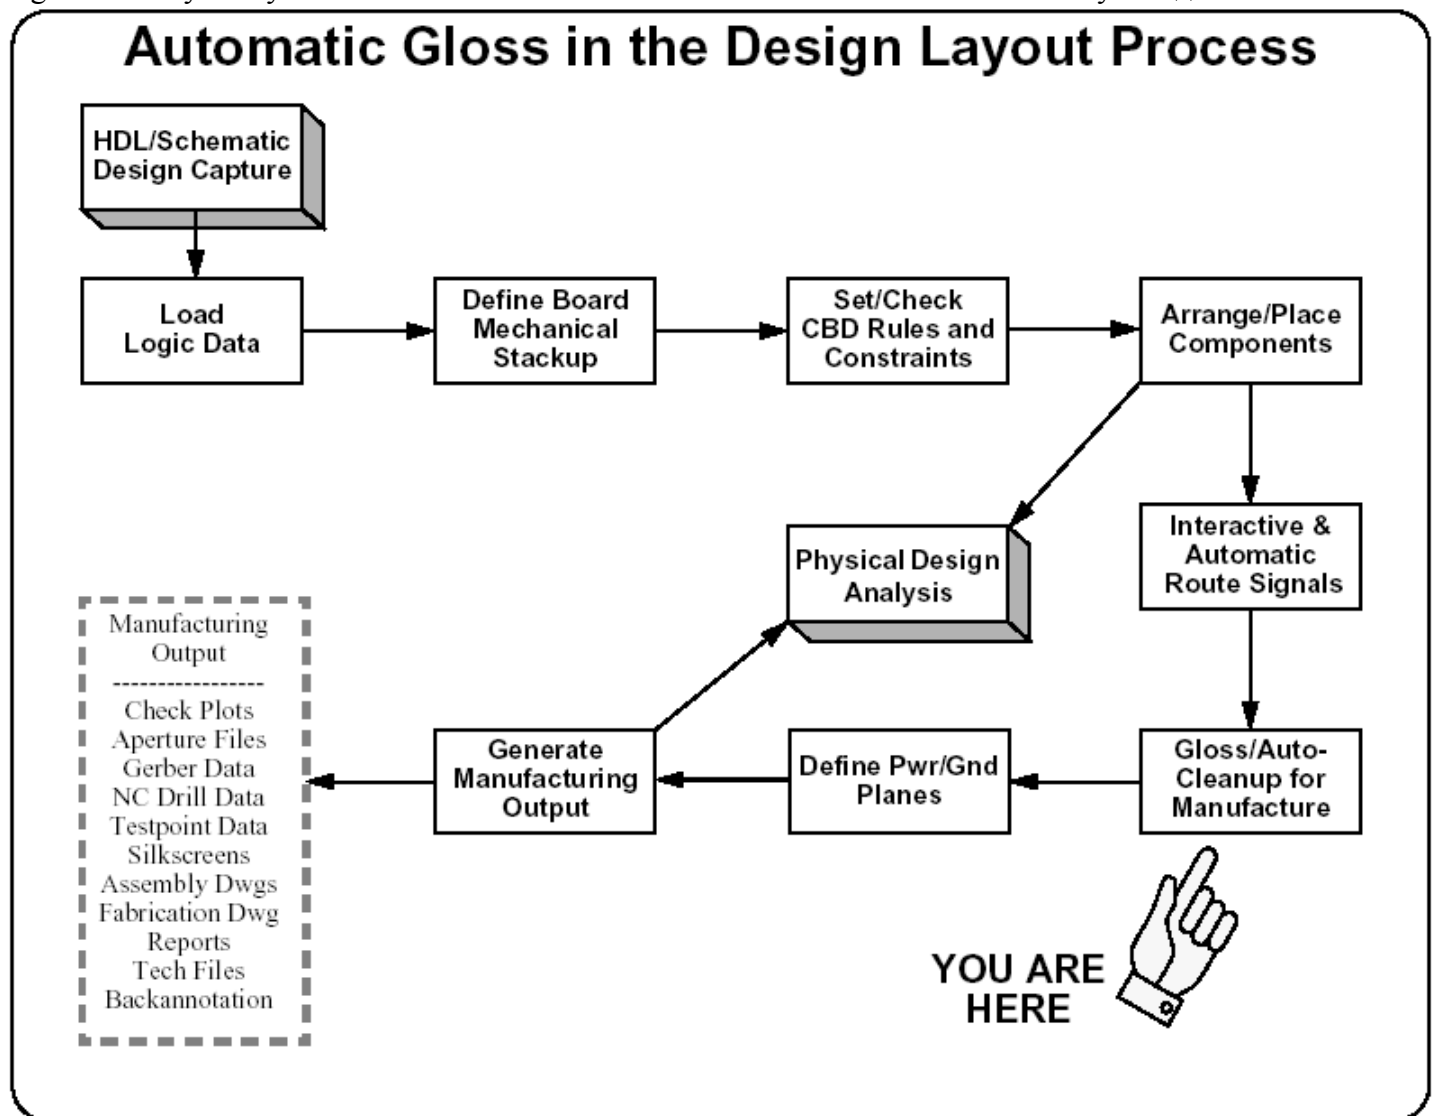 Automatic Gloss in the Design Layout Process
HDL/Schematic
Design Capture
Load
Logic Data
Define Board
Mechanical
Stackup
Set/Check
CBD Rules and
Constraints
Arrange/Place
Components
Interactive &
Automatic
Route Signals
Physical Design
Analysis
Manufacturing
Output
-----------------
Check Plots
Aperture Files
Gerber Data
NC Drill Data
Testpoint Data
Silkscreens
Assembly Dwgs
Fabrication Dwg
Reports
Tech Files
Backannotation
Generate
Manufacturing
Output
Define Pwr/Gnd
Planes
Gloss/Auto-
Cleanup for
Manufacture
YOU ARE
HERE